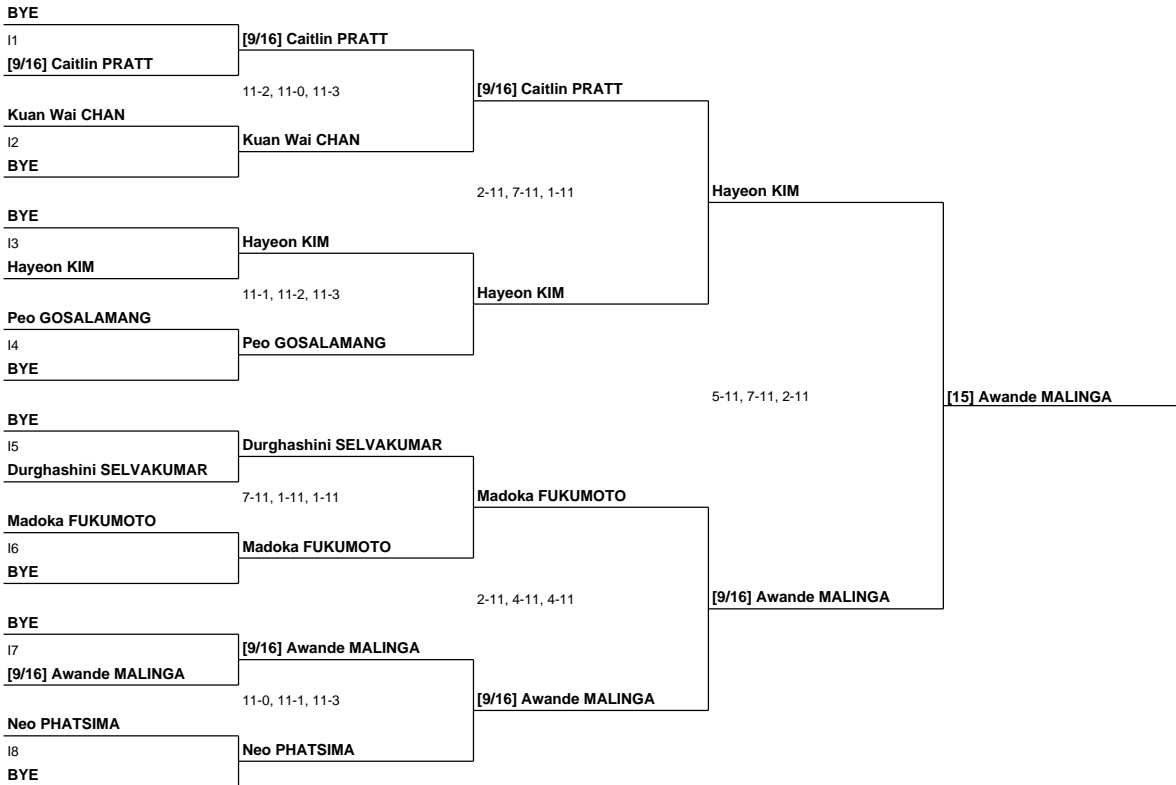 BYE
I1
[9/16] Caitlin PRATT
Kuan Wai CHAN
I2
BYE
BYE
I3
Hayeon KIM
Peo GOSALAMANG
I4
BYE
BYE
I5
Durghashini SELVAKUMAR
Madoka FUKUMOTO
I6
BYE
BYE
I7
[9/16] Awande MALINGA
Neo PHATSIMA
I8
BYE
[9/16] Caitlin PRATT
11-2, 11-0, 11-3
Kuan Wai CHAN
Hayeon KIM
11-1, 11-2, 11-3
Peo GOSALAMANG
Durghashini SELVAKUMAR
7-11, 1-11, 1-11
Madoka FUKUMOTO
[9/16] Awande MALINGA
11-0, 11-1, 11-3
Neo PHATSIMA
[9/16] Caitlin PRATT
2-11, 7-11, 1-11
Hayeon KIM
Madoka FUKUMOTO
2-11, 4-11, 4-11
[9/16] Awande MALINGA
Hayeon KIM
5-11, 7-11, 2-11
[9/16] Awande MALINGA
[15] Awande MALINGA